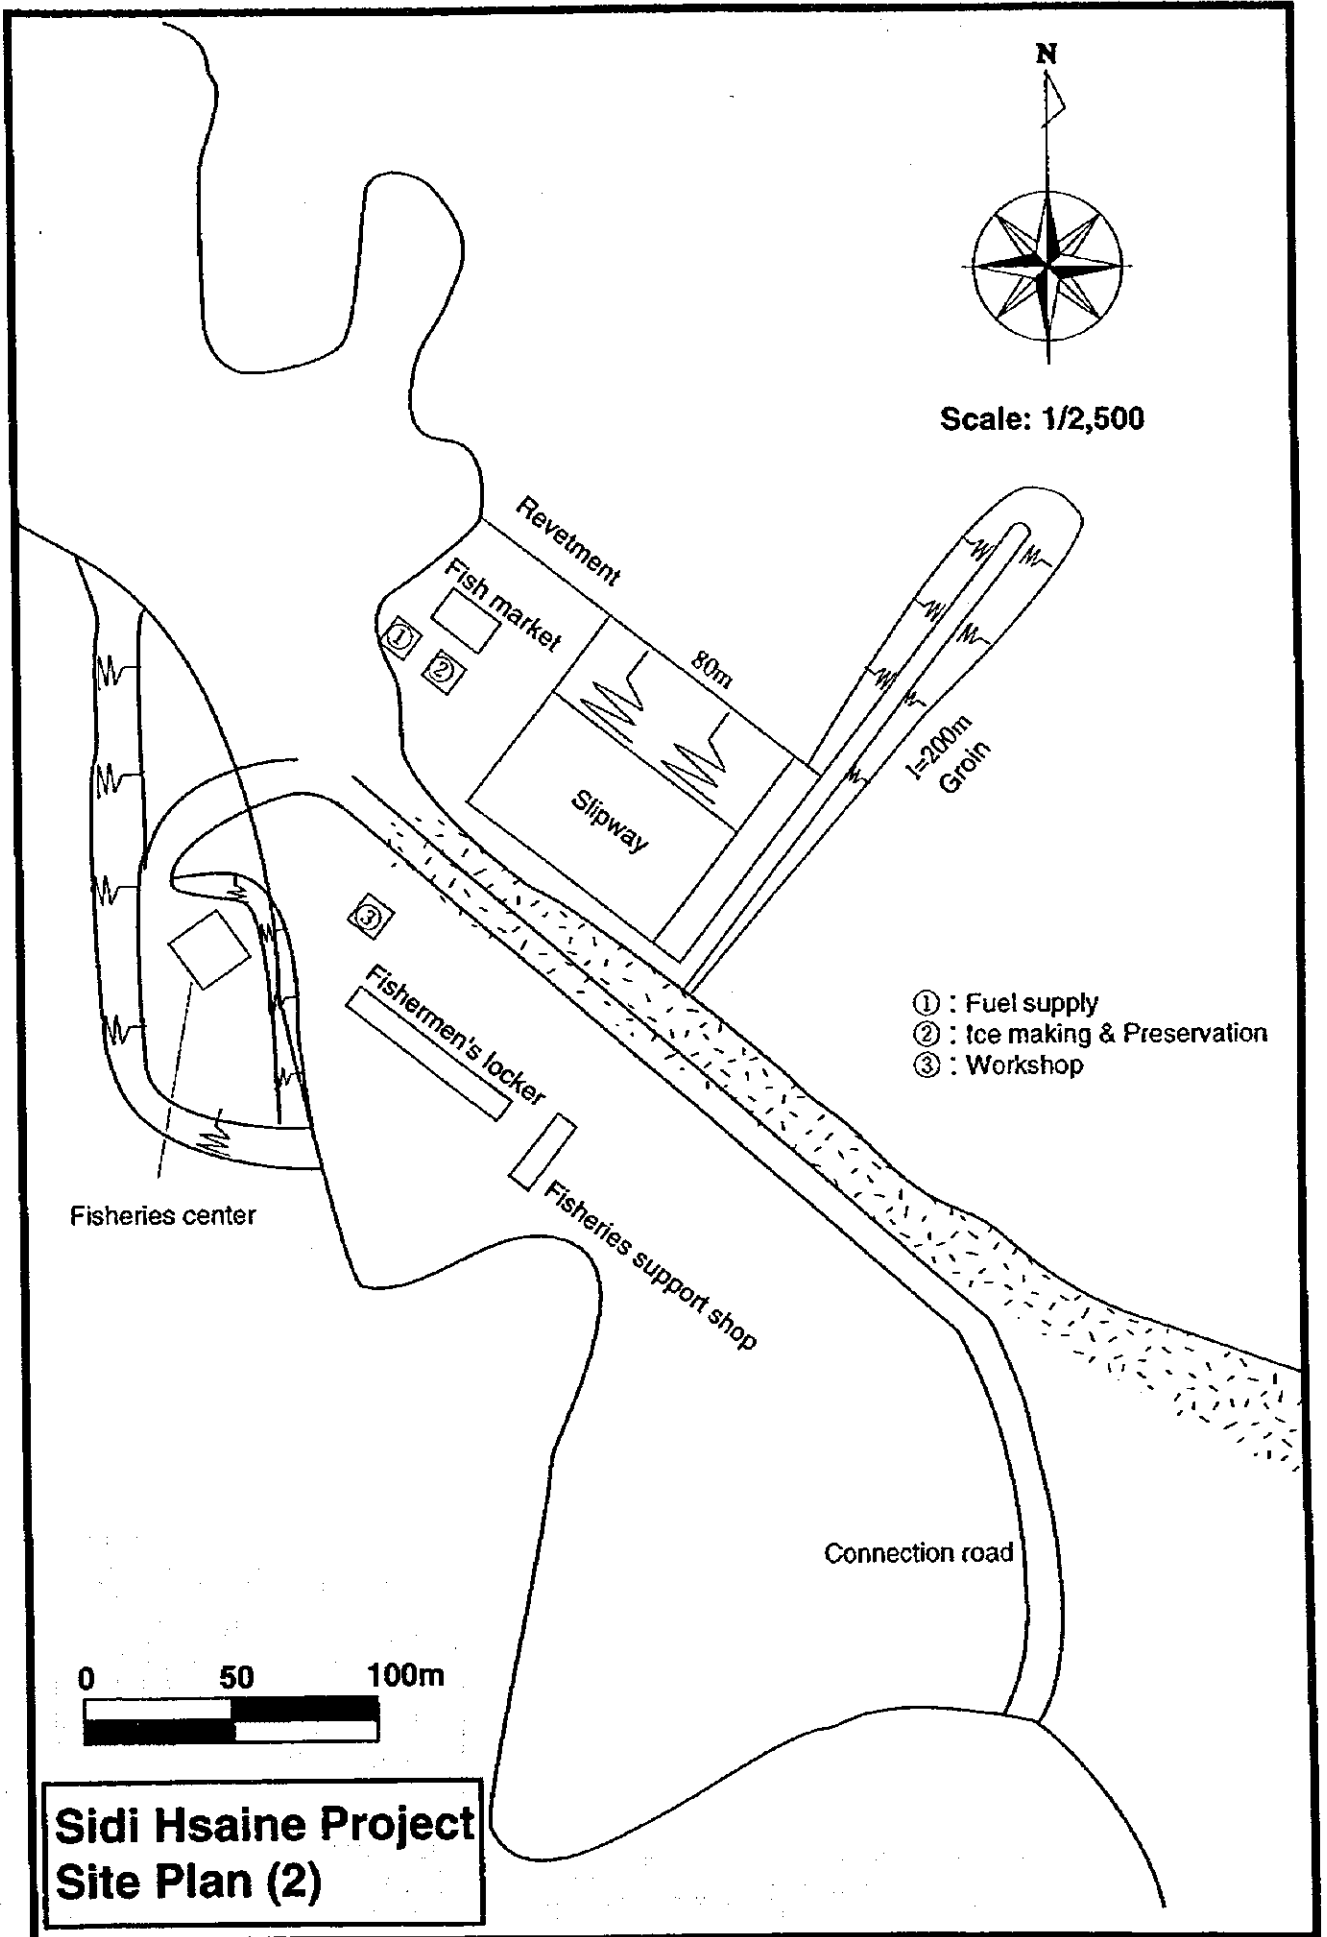 N
Scale: 1/2,500
Revetment
Fish market
①
②
80m
l=200m
Groin
Slipway
③
Fishermen's locker
① : Fuel supply
② : Ice making & Preservation
③ : Workshop
Fisheries center
Fisheries support shop
Connection road
0 50 100m
Sidi Hsaine Project
Site Plan (2)